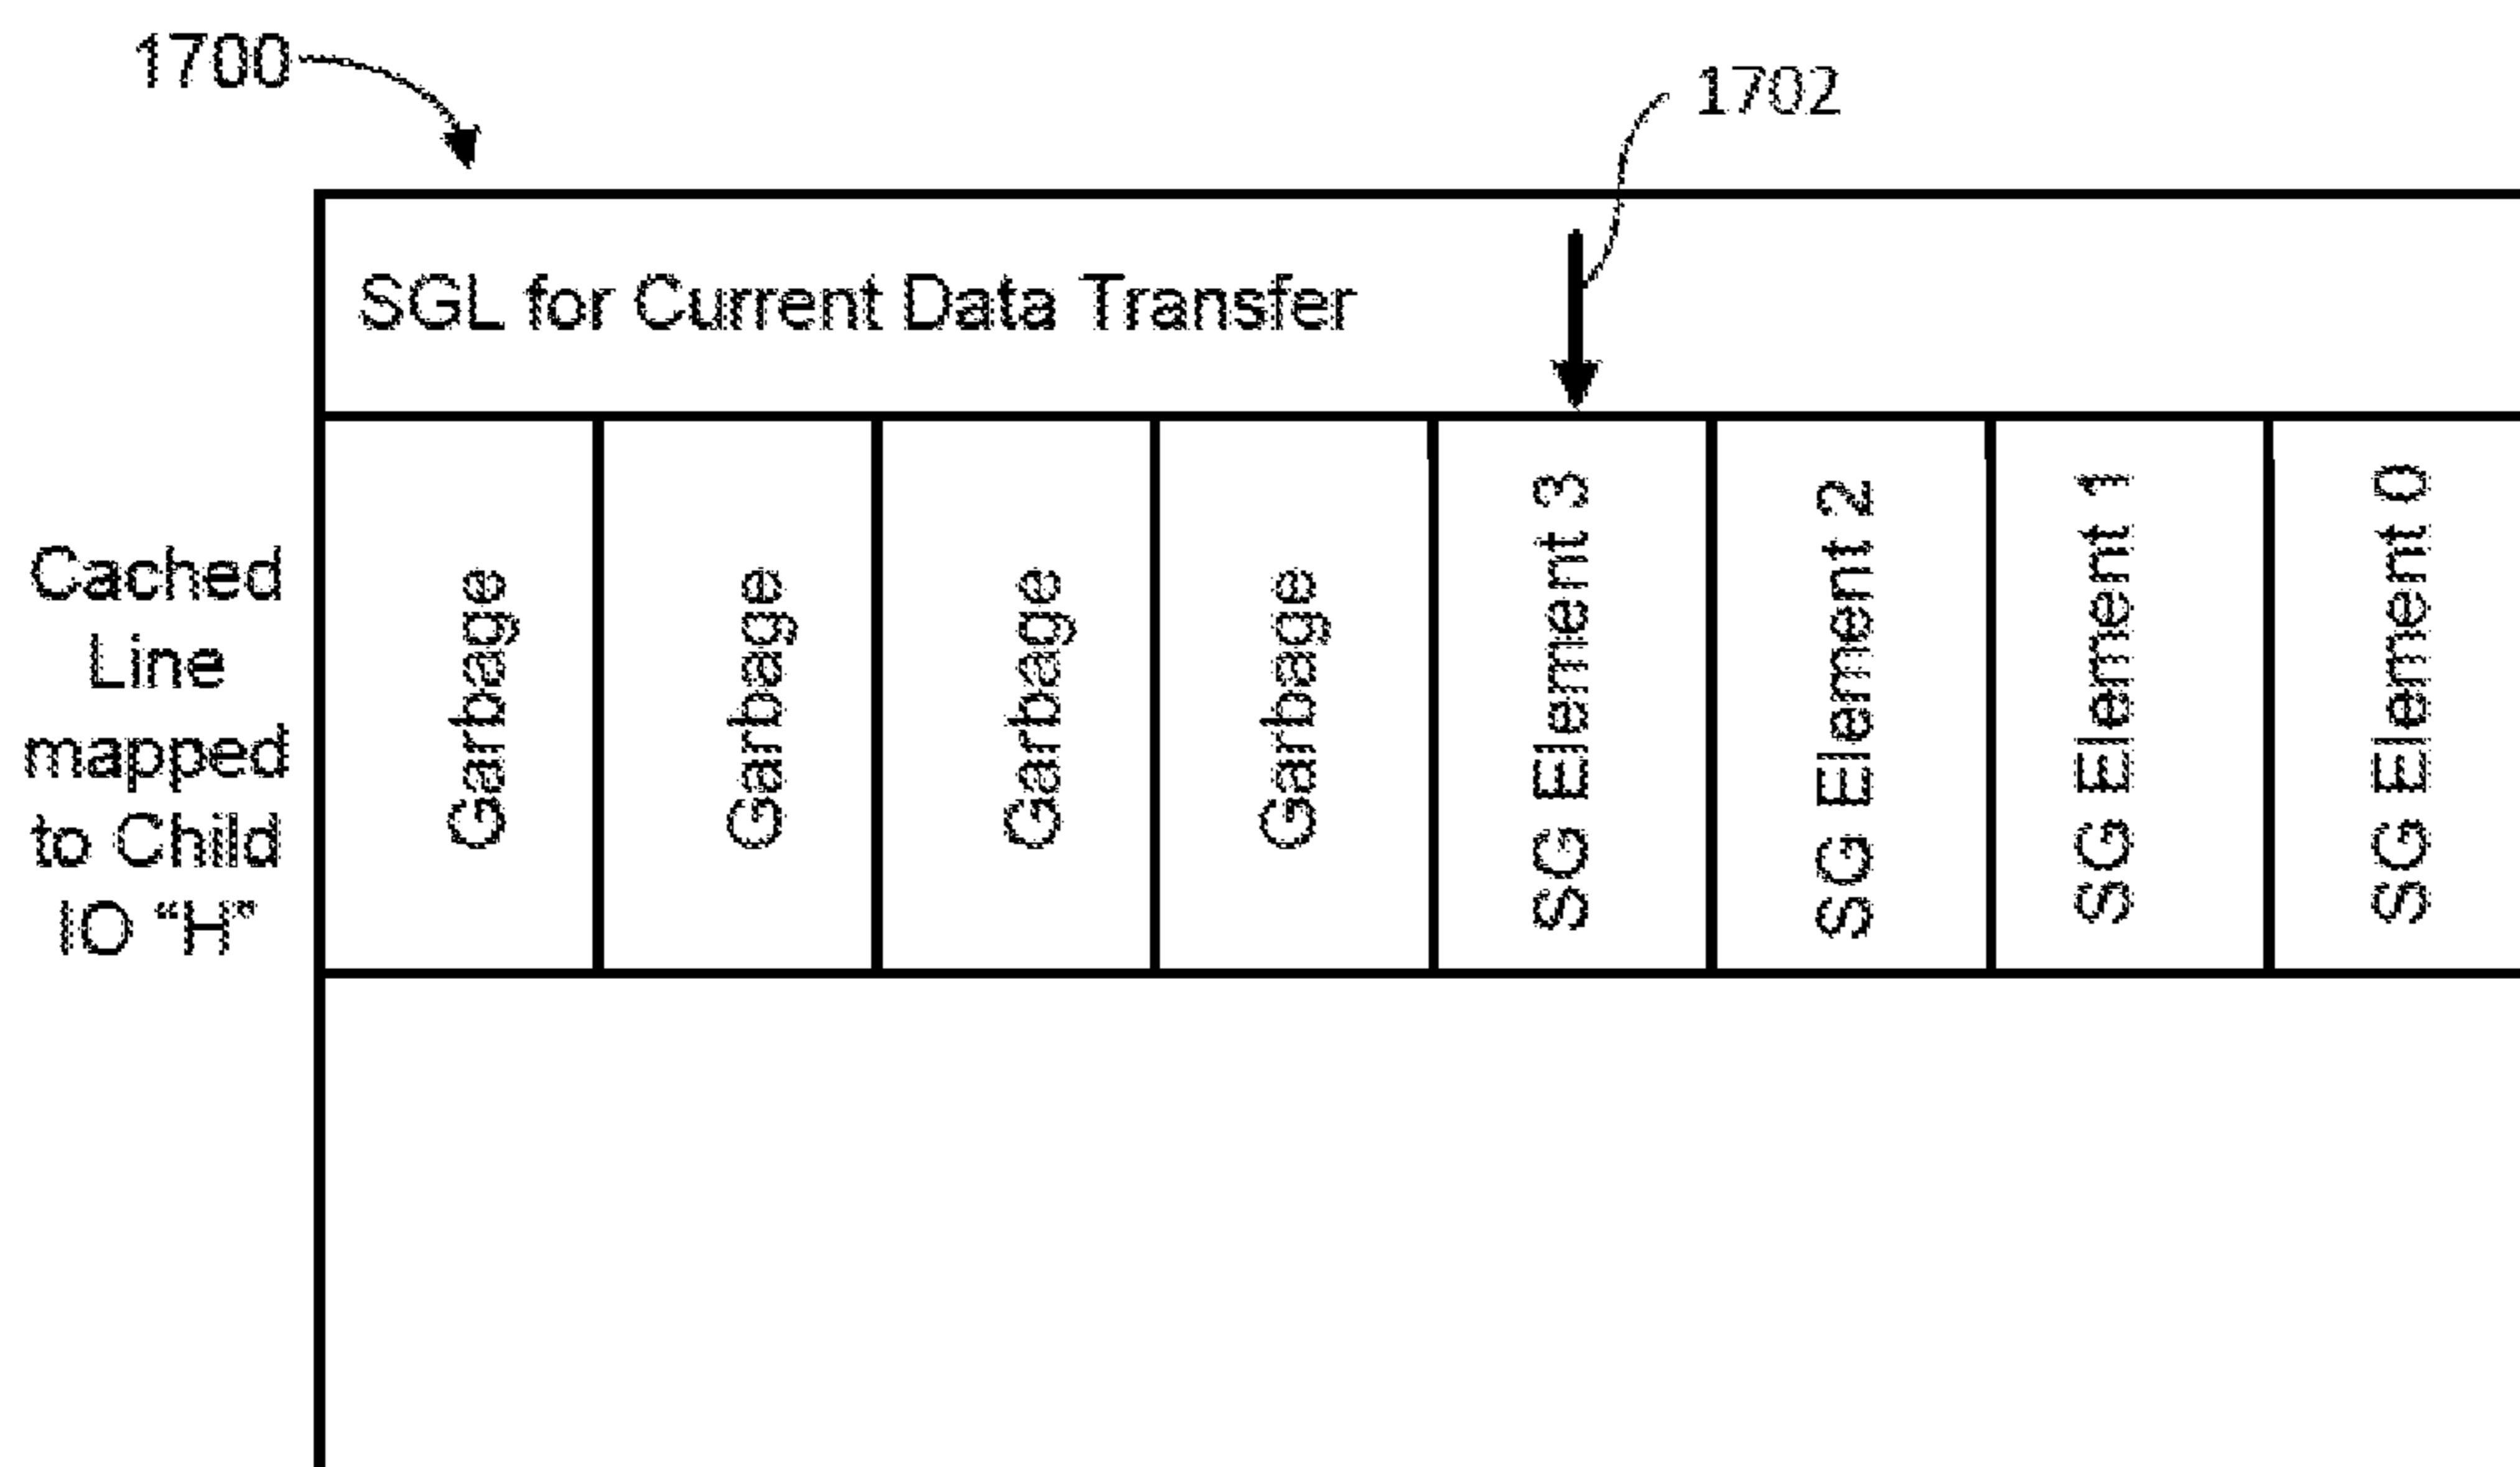 1700
1702
SGL for Current Data Transfer
Cached
Line
mapped
to Child
IO “H”
Garbage
Garbage
Garbage
Garbage
SG Element 3
SG Element 2
SG Element 1
SG Element 0